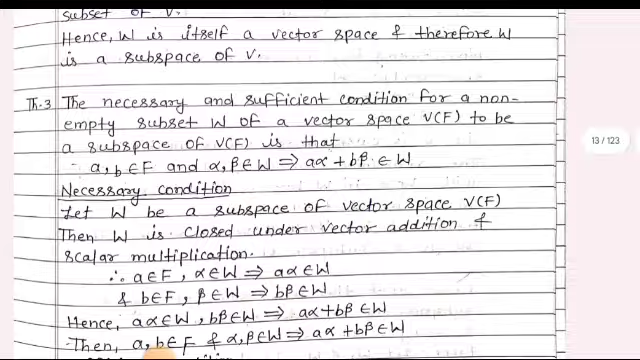 subset of V.
Hence, W is itself a vector space & therefore W
is a subspace of V.
Th.3 The necessary and sufficient condition for a non-
empty subset W of a vector space V(F) to be
a subspace of V(F) is that
a, b ∈ F and α, β ∈ W ⟹ aα + bβ ∈ W
13 / 123
Necessary condition
Let W be a subspace of vector space V(F)
Then W is closed under vector addition &
scalar multiplication.
∴ a ∈ F, α ∈ W ⟹ aα ∈ W
& b ∈ F, β ∈ W ⟹ bβ ∈ W
Hence, aα ∈ W, bβ ∈ W ⟹ aα + bβ ∈ W
Then, a, b ∈ F & α, β ∈ W ⟹ aα + bβ ∈ W